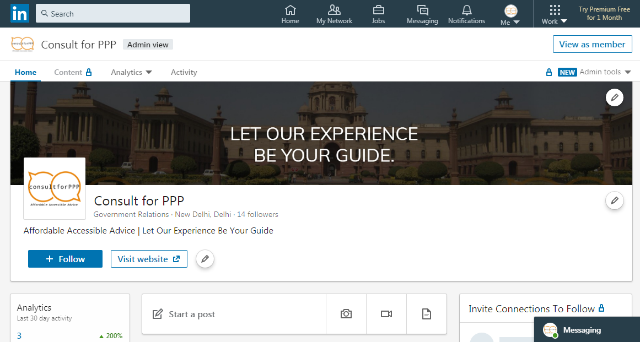 in Search Home My Network Jobs Messaging Notifications Me Work Try Premium Free
for 1 Month
Consult for PPP Admin view View as member
Home Content Analytics Activity NEW Admin tools
LET OUR EXPERIENCE
BE YOUR GUIDE.
consultforPPP
Affordable Accessible Advice
Consult for PPP
Government Relations · New Delhi, Delhi · 14 followers
Affordable Accessible Advice | Let Our Experience Be Your Guide
+ Follow Visit website
Analytics
Last 30 day activity
3 200%
Start a post
Invite Connections To Follow
Messaging